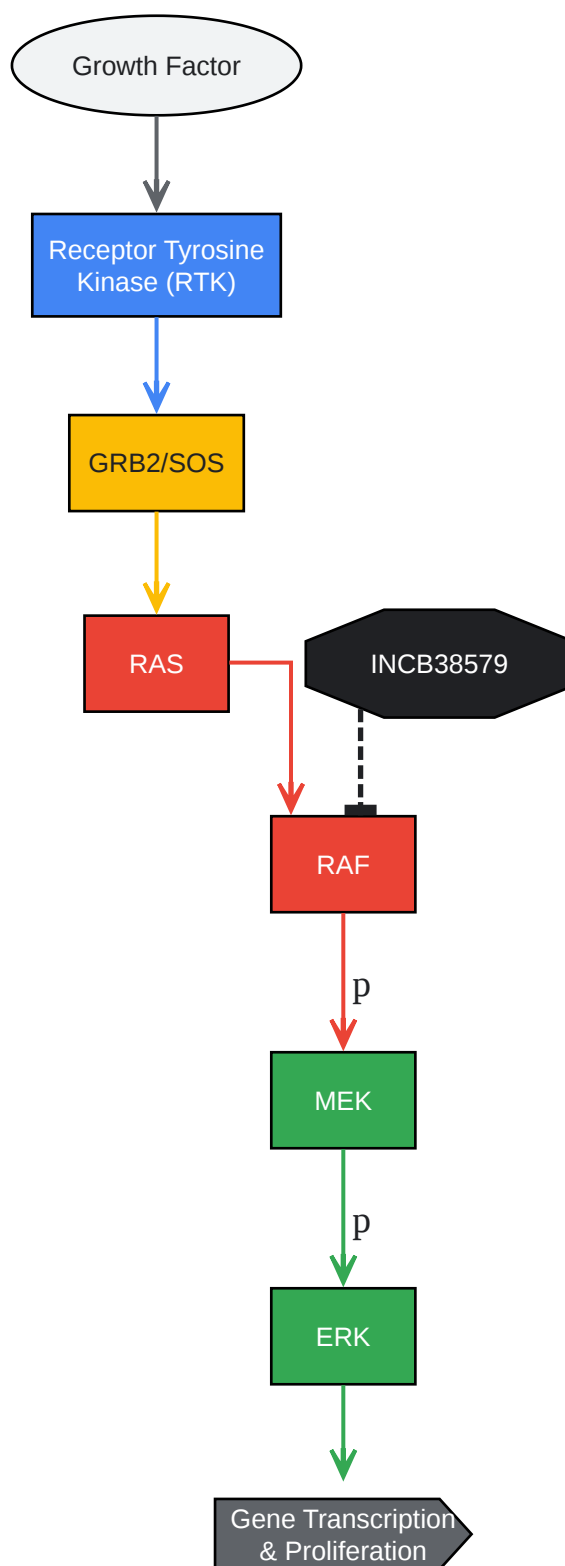 Growth Factor
Receptor Tyrosine
Kinase (RTK)
GRB2/SOS
RAS
INCB38579
RAF
p
MEK
p
ERK
Gene Transcription
& Proliferation